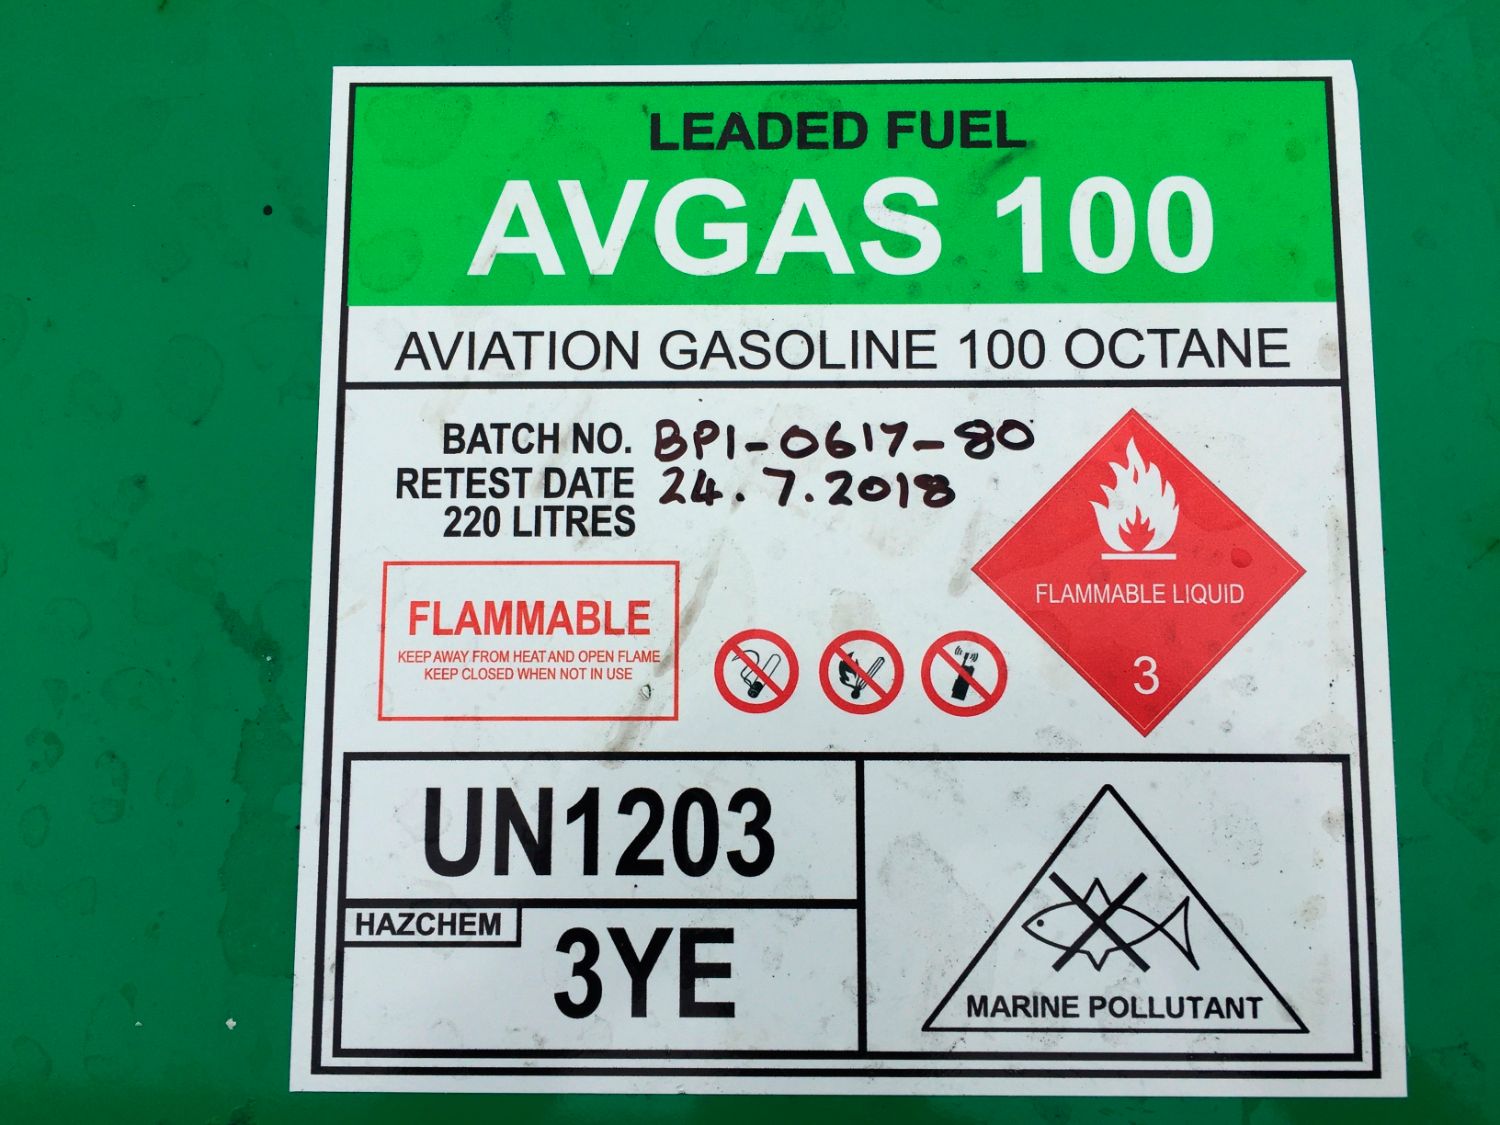 LEADED FUEL
AVGAS 100
AVIATION GASOLINE 100 OCTANE
BATCH NO. BPI-0617-80
RETEST DATE 24.7.2018
220 LITRES
FLAMMABLE
KEEP AWAY FROM HEAT AND OPEN FLAME
KEEP CLOSED WHEN NOT IN USE
FLAMMABLE LIQUID
3
UN1203
HAZCHEM
3YE
MARINE POLLUTANT